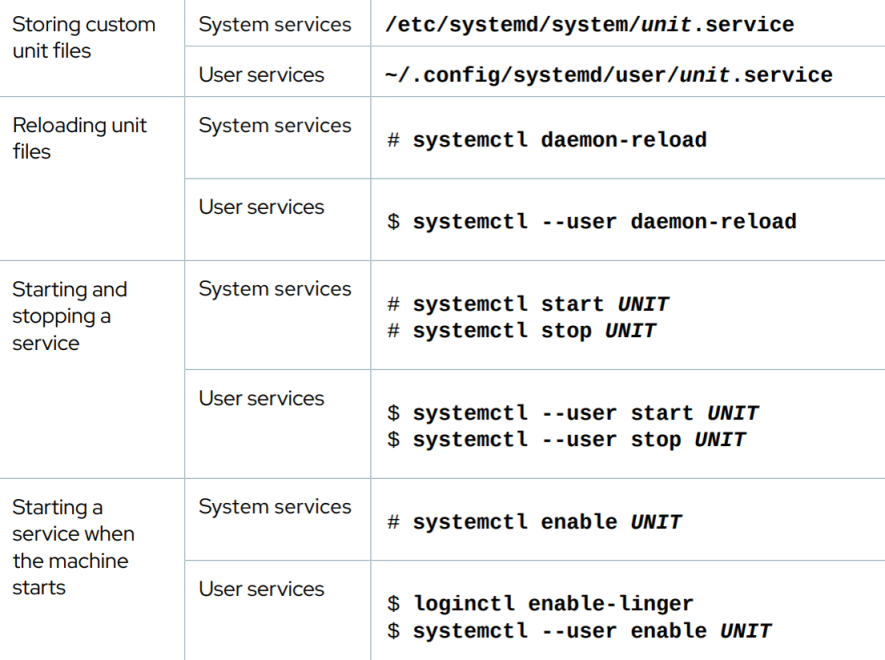 Storing custom
unit files
System services
/etc/systemd/system/unit.service
User services
~/.config/systemd/user/unit.service
Reloading unit
files
System services
# systemctl daemon-reload
User services
$ systemctl --user daemon-reload
Starting and
stopping a
service
System services
# systemctl start UNIT
# systemctl stop UNIT
User services
$ systemctl --user start UNIT
$ systemctl --user stop UNIT
Starting a
service when
the machine
starts
System services
# systemctl enable UNIT
User services
$ loginctl enable-linger
$ systemctl --user enable UNIT